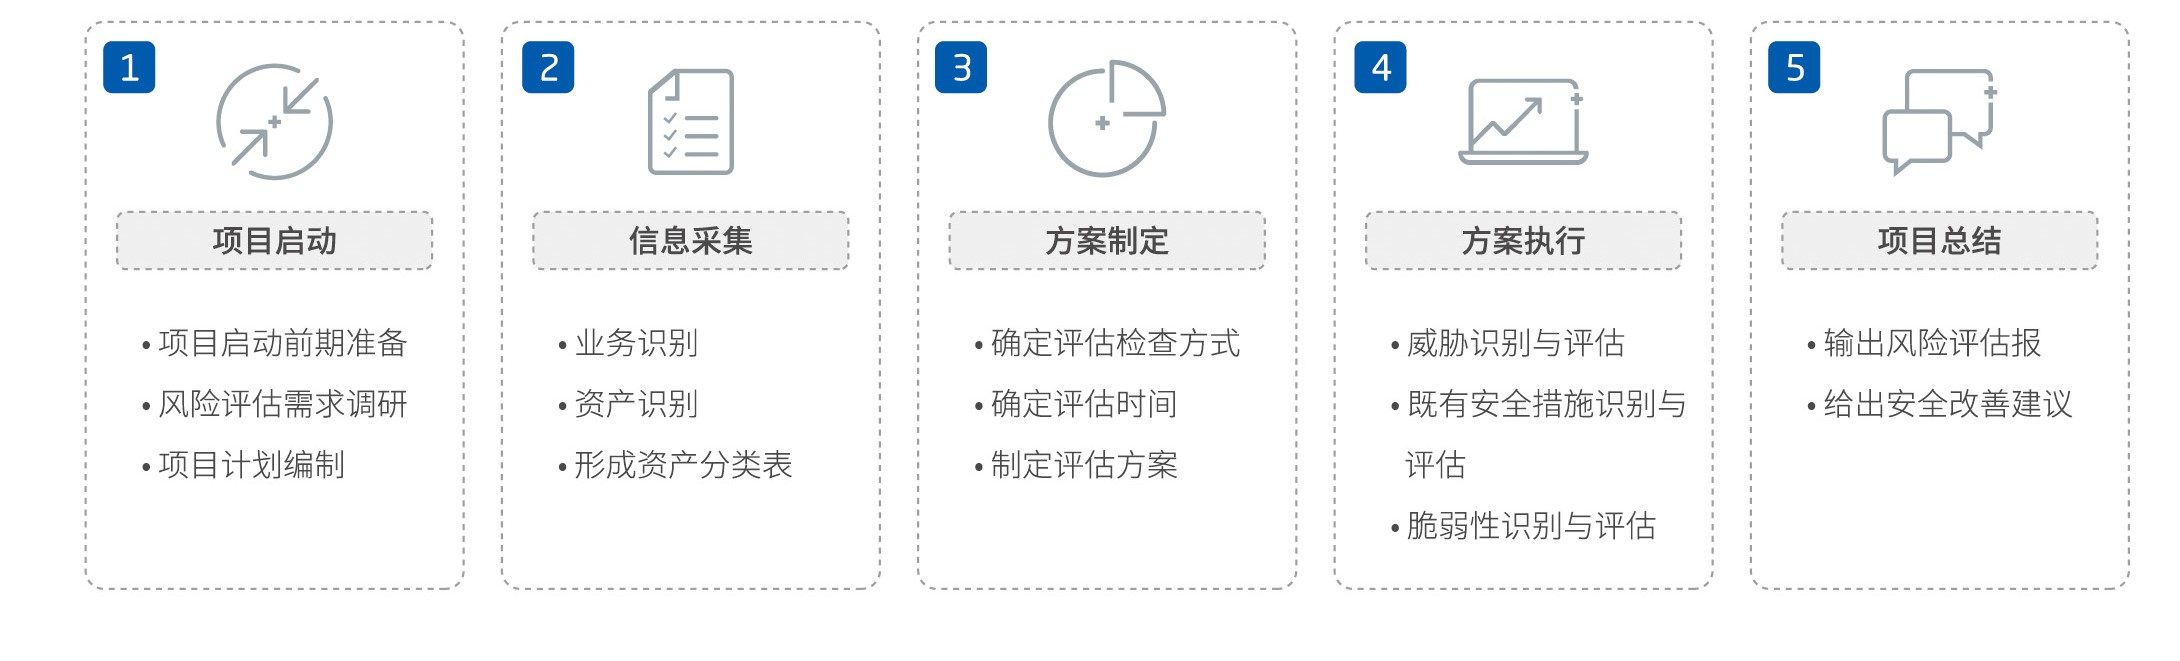 1
项目启动
• 项目启动前期准备
• 风险评估需求调研
• 项目计划编制
2
信息采集
• 业务识别
• 资产识别
• 形成资产分类表
3
方案制定
• 确定评估检查方式
• 确定评估时间
• 制定评估方案
4
方案执行
• 威胁识别与评估
• 既有安全措施识别与
评估
• 脆弱性识别与评估
5
项目总结
• 输出风险评估报
• 给出安全改善建议